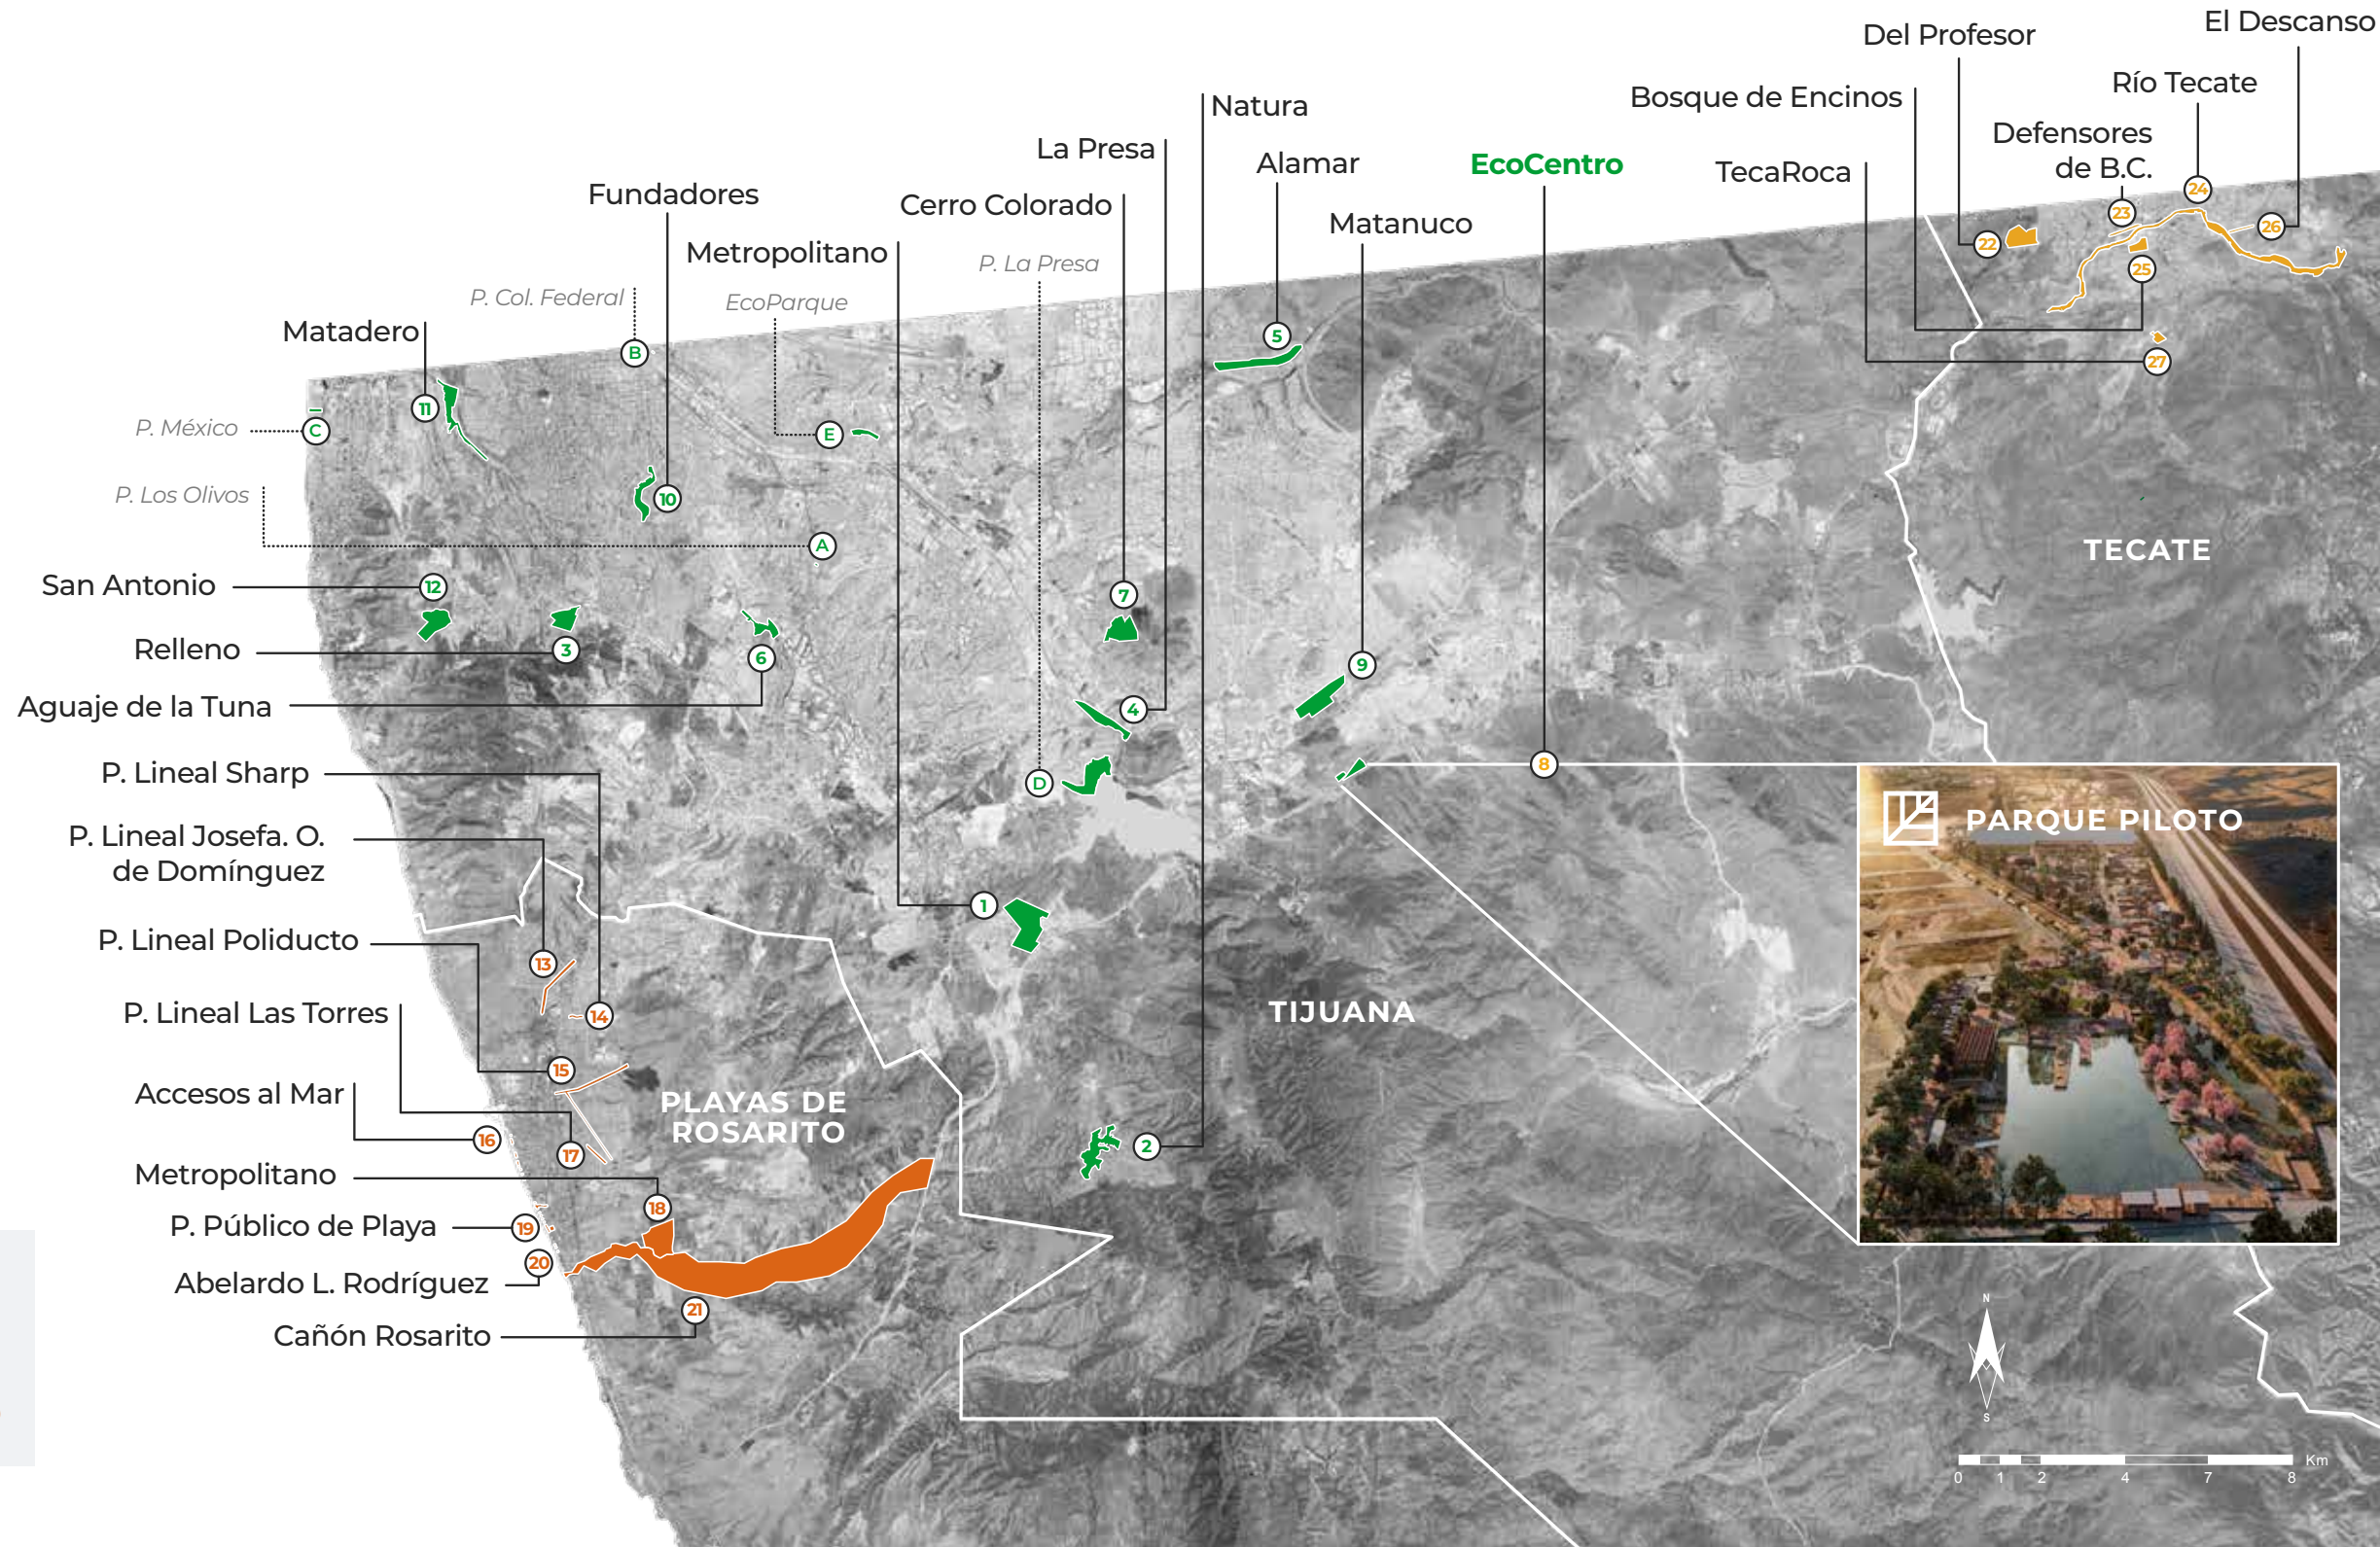 El Descanso
Del Profesor
Río Tecate
Bosque de Encinos
Natura
Defensores
de B.C.
La Presa
Alamar
EcoCentro
TecaRoca
24
Fundadores
Cerro Colorado
23
Matanuco
26
22
Metropolitano
P. La Presa
25
P. Col. Federal
EcoParque
Matadero
5
B
27
11
P. México
C
E
P. Los Olivos
10
A
TECATE
San Antonio
12
7
Relleno
3
6
9
Aguaje de la Tuna
4
P. Lineal Sharp
8
D
PARQUE PILOTO
P. Lineal Josefa. O.
de Domínguez
1
P. Lineal Poliducto
13
P. Lineal Las Torres
14
TIJUANA
15
Accesos al Mar
PLAYAS DE
ROSARITO
16
17
2
Metropolitano
18
P. Público de Playa
19
20
Abelardo L. Rodríguez
21
Cañón Rosarito
N
S
Km
0 1 2 4 7 8